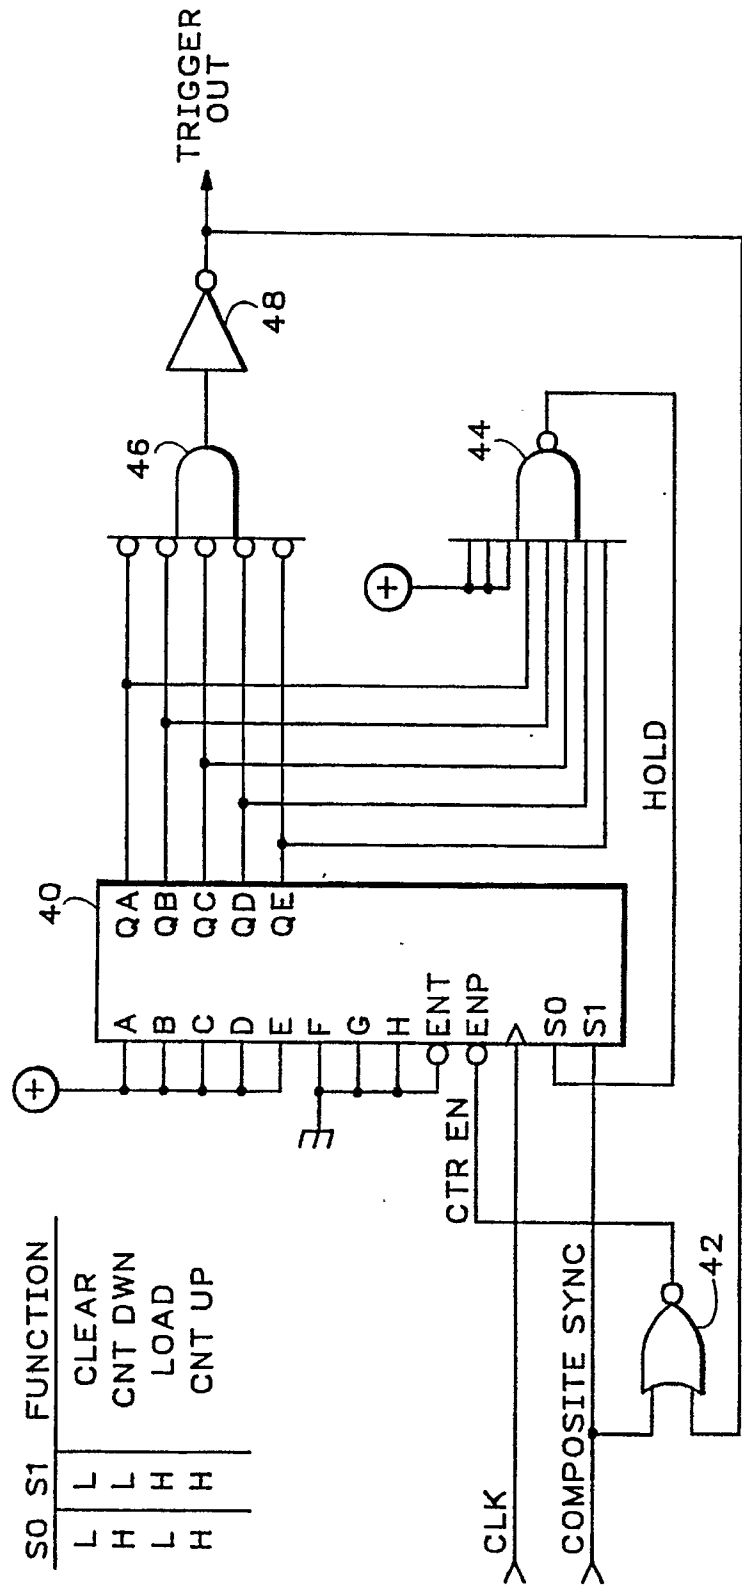 S0 S1 FUNCTION
L L CLEAR
H L CNT DWN
L H LOAD
H H CNT UP
40
A
B
C
D
E
F
G
H
ENT
ENP
S0
S1
QA
QB
QC
QD
QE
46
48
TRIGGER
OUT
44
HOLD
CTR EN
CLK
COMPOSITE SYNC
42